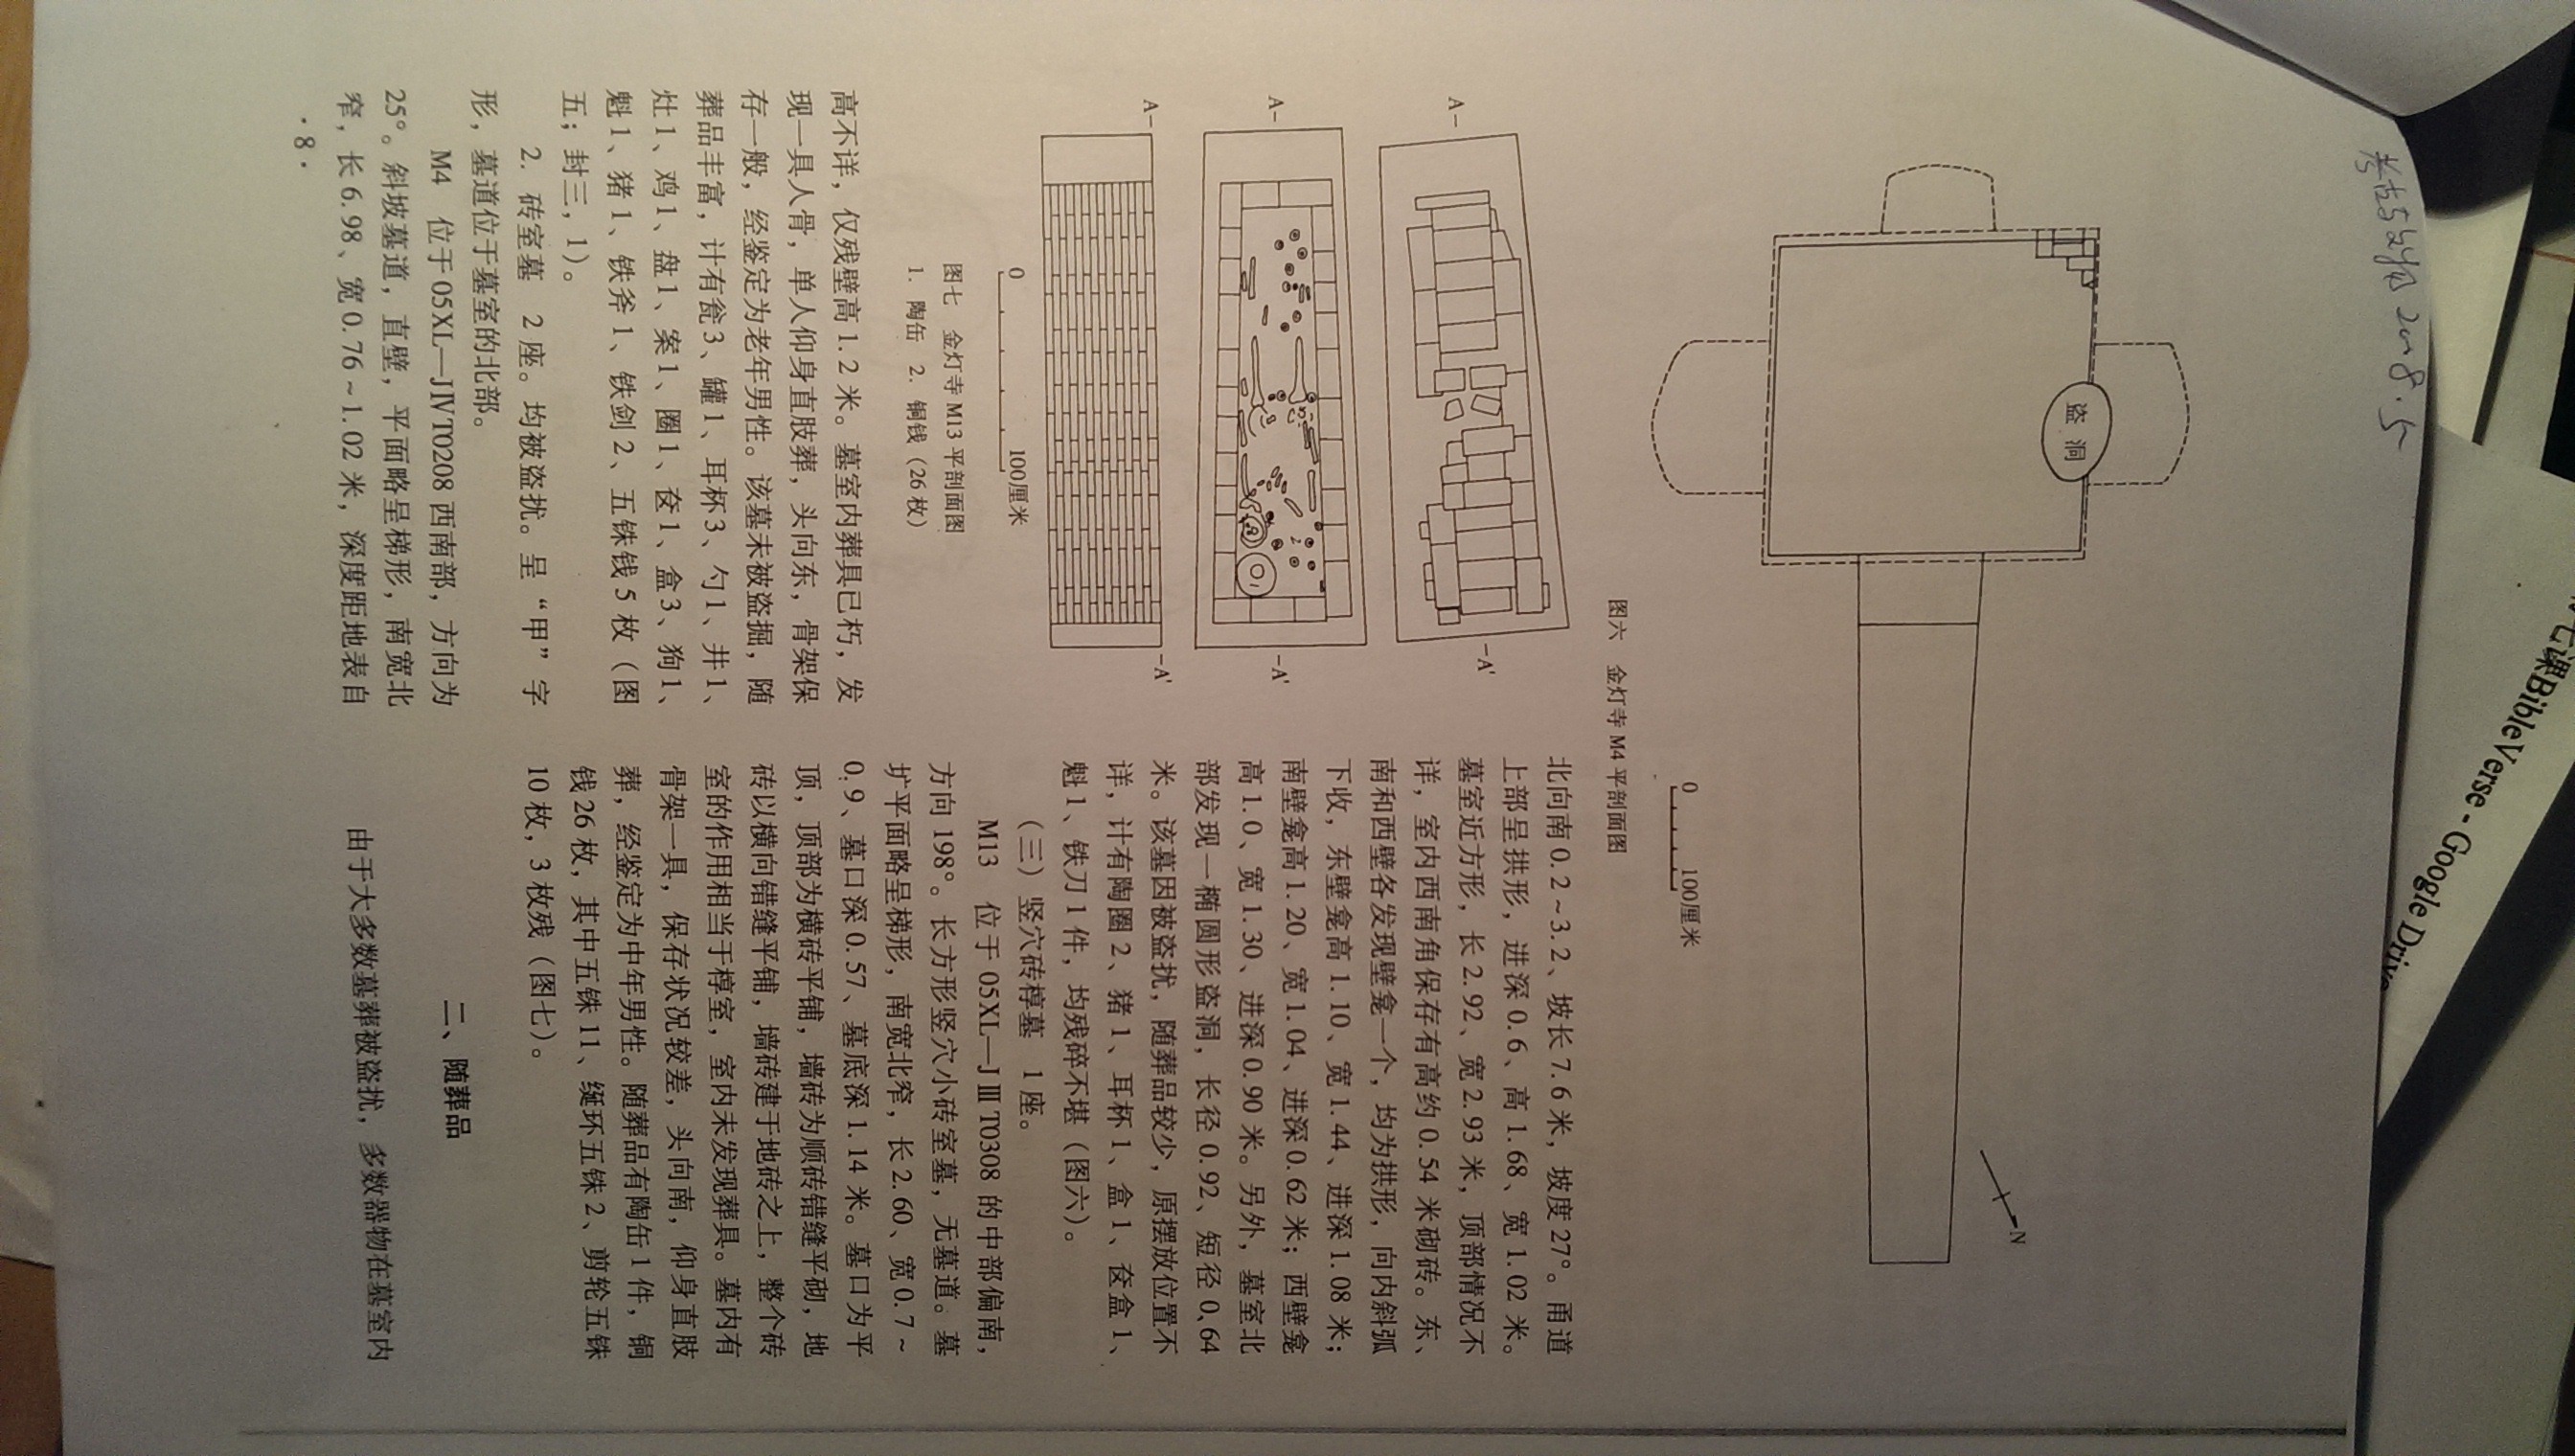 考古与文物 2008.5
盗洞
N
0 100厘米
图六 金灯寺 M4 平剖面图
A- -A'
A- -A'
2
1
A- -A'
0 100厘米
图七 金灯寺 M13 平剖面图
1. 陶缶 2. 铜钱（26 枚）
高不详，仅残壁高 1.2 米。墓室内葬具已朽，发
现一具人骨，单人仰身直肢葬，头向东，骨架保
存一般，经鉴定为老年男性。该墓未被盗掘，随
葬品丰富，计有瓮 3、罐 1、耳杯 3、勺 1、井 1、
灶 1、鸡 1、盘 1、案 1、圈 1、奁 1、盒 3、狗 1、
魁 1、猪 1、铁斧 1、铁剑 2、五铢钱 5 枚（图
五；封三，1）。
2. 砖室墓 2 座。均被盗扰。呈“甲”字
形，墓道位于墓室的北部。
M4 位于 05XL—JⅣT0208 西南部，方向为
25°。斜坡墓道，直壁，平面略呈梯形，南宽北
窄，长 6.98、宽 0.76～1.02 米，深度距地表自
北向南 0.2～3.2、坡长 7.6 米，坡度 27°。甬道
上部呈拱形，进深 0.6、高 1.68、宽 1.02 米。
墓室近方形，长 2.92、宽 2.93 米，顶部情况不
详，室内西南角保存有高约 0.54 米砌砖。东、
南和西壁各发现壁龛一个，均为拱形，向内斜弧
下收，东壁龛高 1.10、宽 1.44、进深 1.08 米；
南壁龛高 1.20、宽 1.04、进深 0.62 米；西壁龛
高 1.0、宽 1.30、进深 0.90 米。另外，墓室北
部发现一椭圆形盗洞，长径 0.92、短径 0.64
米。该墓因被盗扰，随葬品较少，原摆放位置不
详，计有陶圈 2、猪 1、耳杯 1、盒 1、奁盒 1、
魁 1、铁刀 1 件，均残碎不堪（图六）。
（三）竖穴砖椁墓 1 座。
M13 位于 05XL—JⅢT0308 的中部偏南，
方向 198°。长方形竖穴小砖室墓，无墓道。墓
圹平面略呈梯形，南宽北窄，长 2.60、宽 0.7～
0.9、墓口深 0.57、墓底深 1.14 米。墓口为平
顶，顶部为横砖平铺，墙砖为顺砖错缝平砌，地
砖以横向错缝平铺，墙砖建于地砖之上，整个砖
室的作用相当于椁室，室内未发现葬具。墓内有
骨架一具，保存状况较差，头向南，仰身直肢
葬，经鉴定为中年男性。随葬品有陶缶 1 件，铜
钱 26 枚，其中五铢 11、綖环五铢 2、剪轮五铢
10 枚，3 枚残（图七）。
二、随葬品
由于大多数墓葬被盗扰，多数器物在墓室内
·8·
课BibleVerse - Google Drive